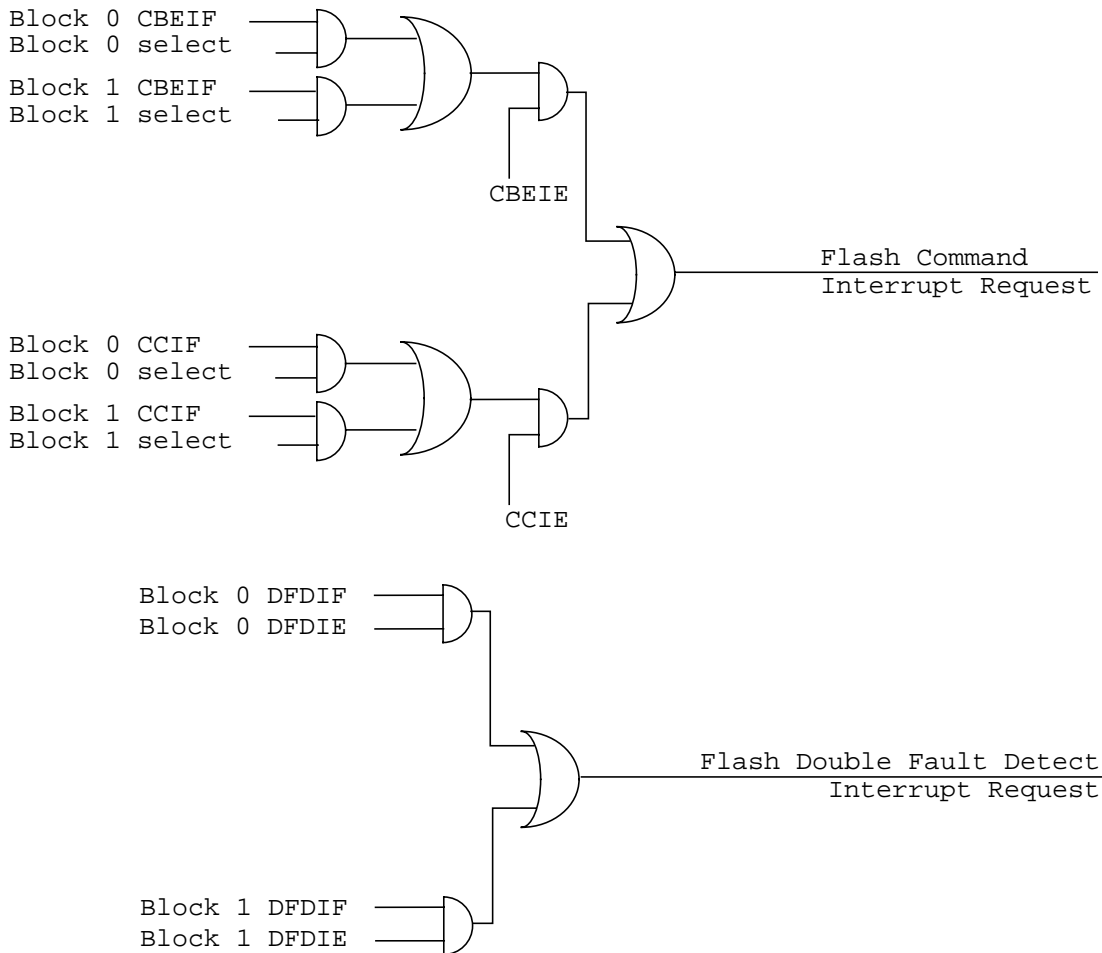 Block 0 CBEIF
Block 0 select
Block 1 CBEIF
Block 1 select
CBEIE
Flash Command
Interrupt Request
Block 0 CCIF
Block 0 select
Block 1 CCIF
Block 1 select
CCIE
Block 0 DFDIF
Block 0 DFDIE
Flash Double Fault Detect
Interrupt Request
Block 1 DFDIF
Block 1 DFDIE